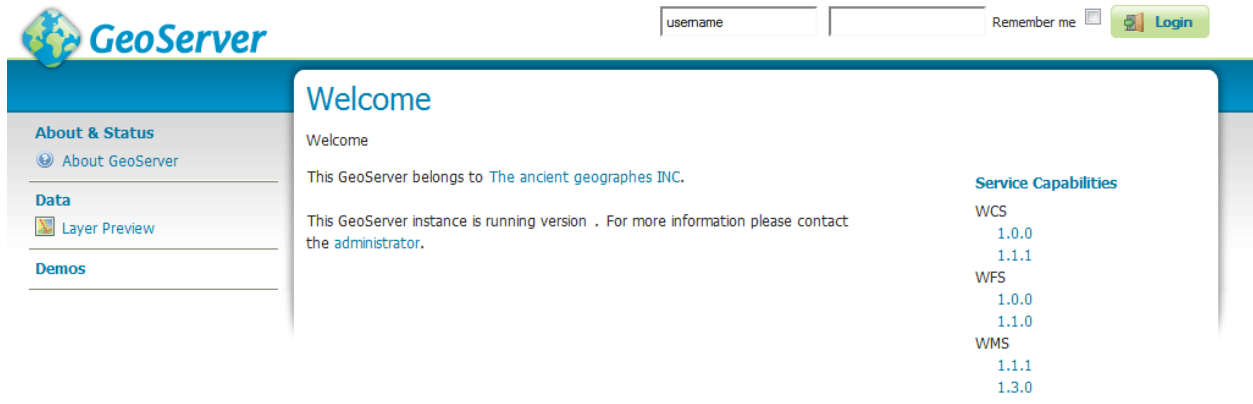 GeoServer
username
Remember me
Login
About & Status
About GeoServer
Data
Layer Preview
Demos
Welcome
Welcome
This GeoServer belongs to The ancient geographes INC.
This GeoServer instance is running version . For more information please contact
the administrator.
Service Capabilities
WCS
1.0.0
1.1.1
WFS
1.0.0
1.1.0
WMS
1.1.1
1.3.0